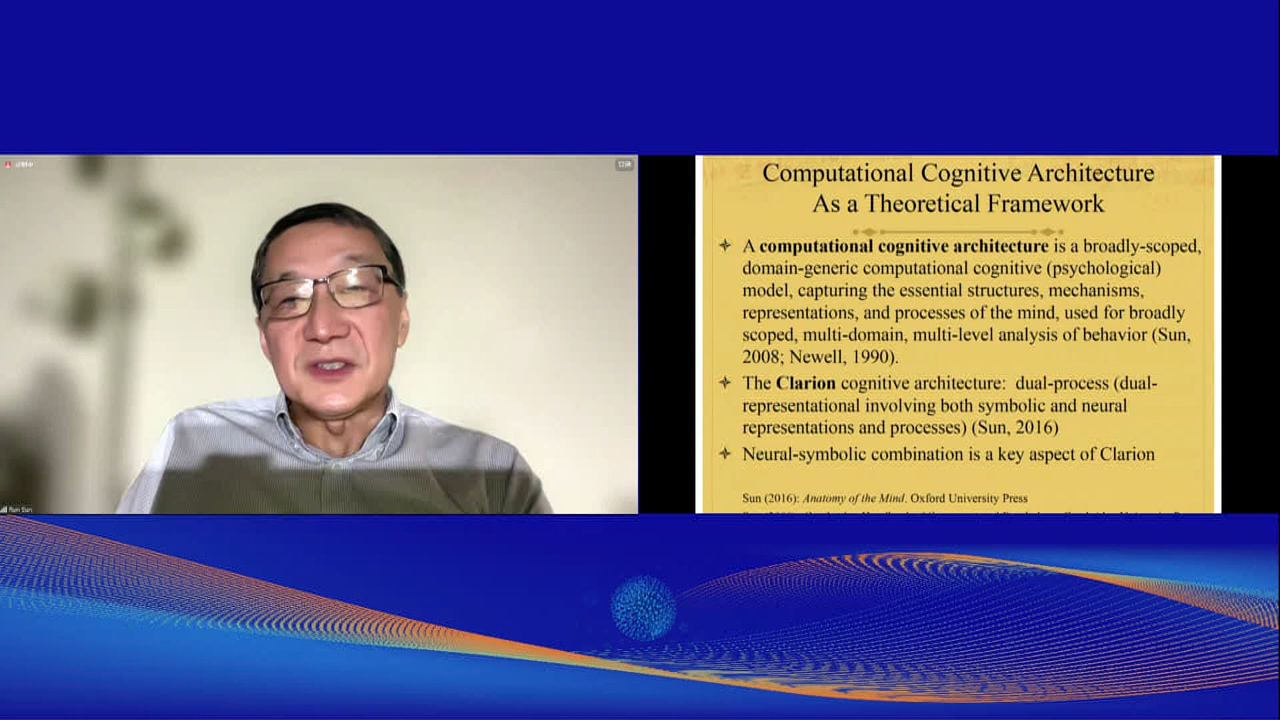 Ron Sun
Computational Cognitive Architecture
As a Theoretical Framework
A computational cognitive architecture is a broadly-scoped,
domain-generic computational cognitive (psychological)
model, capturing the essential structures, mechanisms,
representations, and processes of the mind, used for broadly
scoped, multi-domain, multi-level analysis of behavior (Sun,
2008; Newell, 1990).
The Clarion cognitive architecture: dual-process (dual-
representational involving both symbolic and neural
representations and processes) (Sun, 2016)
Neural-symbolic combination is a key aspect of Clarion
Sun (2016): Anatomy of the Mind. Oxford University Press